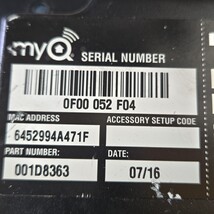 myQ
SERIAL NUMBER
0F00 052 F04
MAC ADDRESS
ACCESSORY SETUP CODE
6452994A471F
PART NUMBER:
DATE:
001D8363
07/16